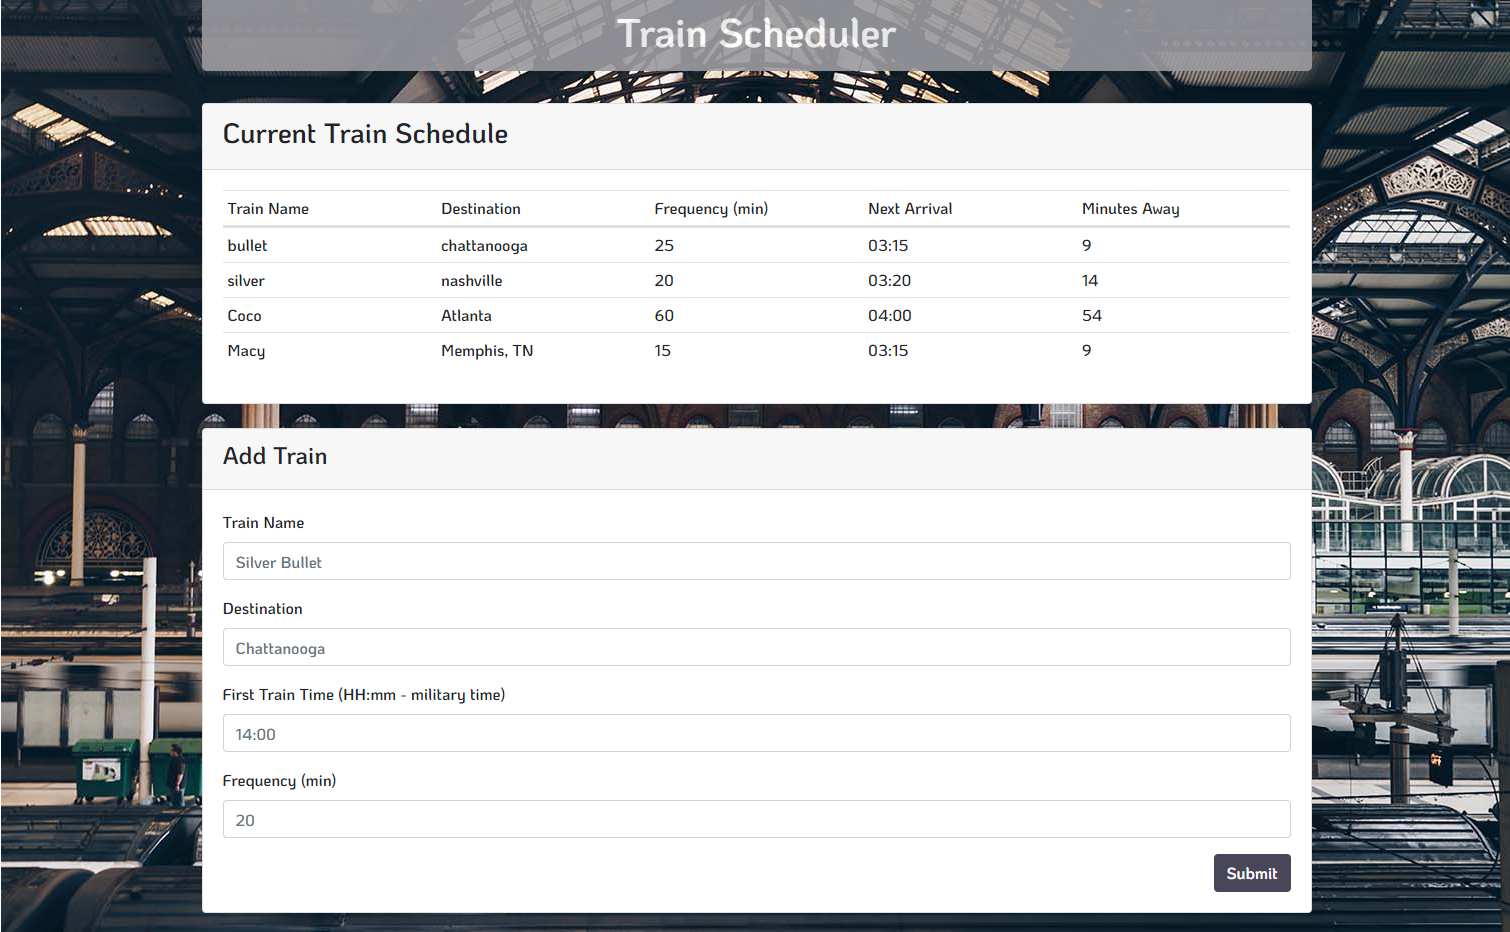 Train Scheduler
Current Train Schedule
Train Name Destination Frequency (min) Next Arrival Minutes Away
bullet chattanooga 25 03:15 9
silver nashville 20 03:20 14
Coco Atlanta 60 04:00 54
Macy Memphis, TN 15 03:15 9
Add Train
Train Name
Silver Bullet
Destination
Chattanooga
First Train Time (HH:mm - military time)
14:00
Frequency (min)
20
OFF
Submit